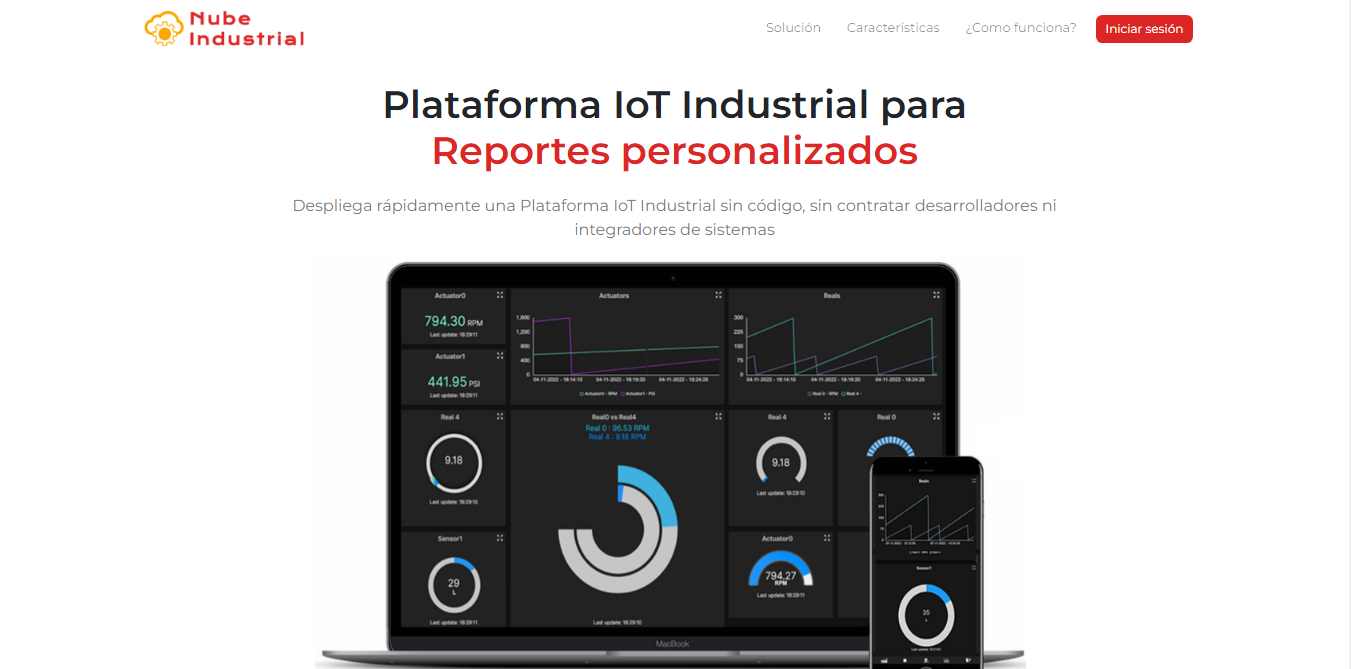 Nube
Industrial
Solución
Características
¿Como funciona?
Iniciar sesión
Plataforma IoT Industrial para
Reportes personalizados
Despliega rápidamente una Plataforma IoT Industrial sin código, sin contratar desarrolladores ni
integradores de sistemas
Actuator0
794.30 RPM
Last update: 18:29:11
Actuator1
441.95 PSI
Last update: 18:29:11
Actuators
1,600
1,200
800
400
0
04-11-2022 - 18:14:15 04-11-2022 - 18:19:20 04-11-2022 - 18:24:25
Actuator0 - RPM Actuator1 - PSI
Reals
300
225
150
75
0
04-11-2022 - 18:14:15 04-11-2022 - 18:19:20 04-11-2022 - 18:24:25
Real 0 - RPM Real 4 -
Real 4
9.18
Last update: 18:29:10
Real0 vs Real4
Real 0 : 96.53 RPM
Real 4 : 9.18 RPM
Last update: 18:29:10
Real 4
9.18
Last update: 18:29:10
Real 0
Sensor1
29
L
Last update: 18:29:11
Actuator0
794.27
RPM
Last update: 18:29:11
MacBook
Reals
Sensor1
35
L